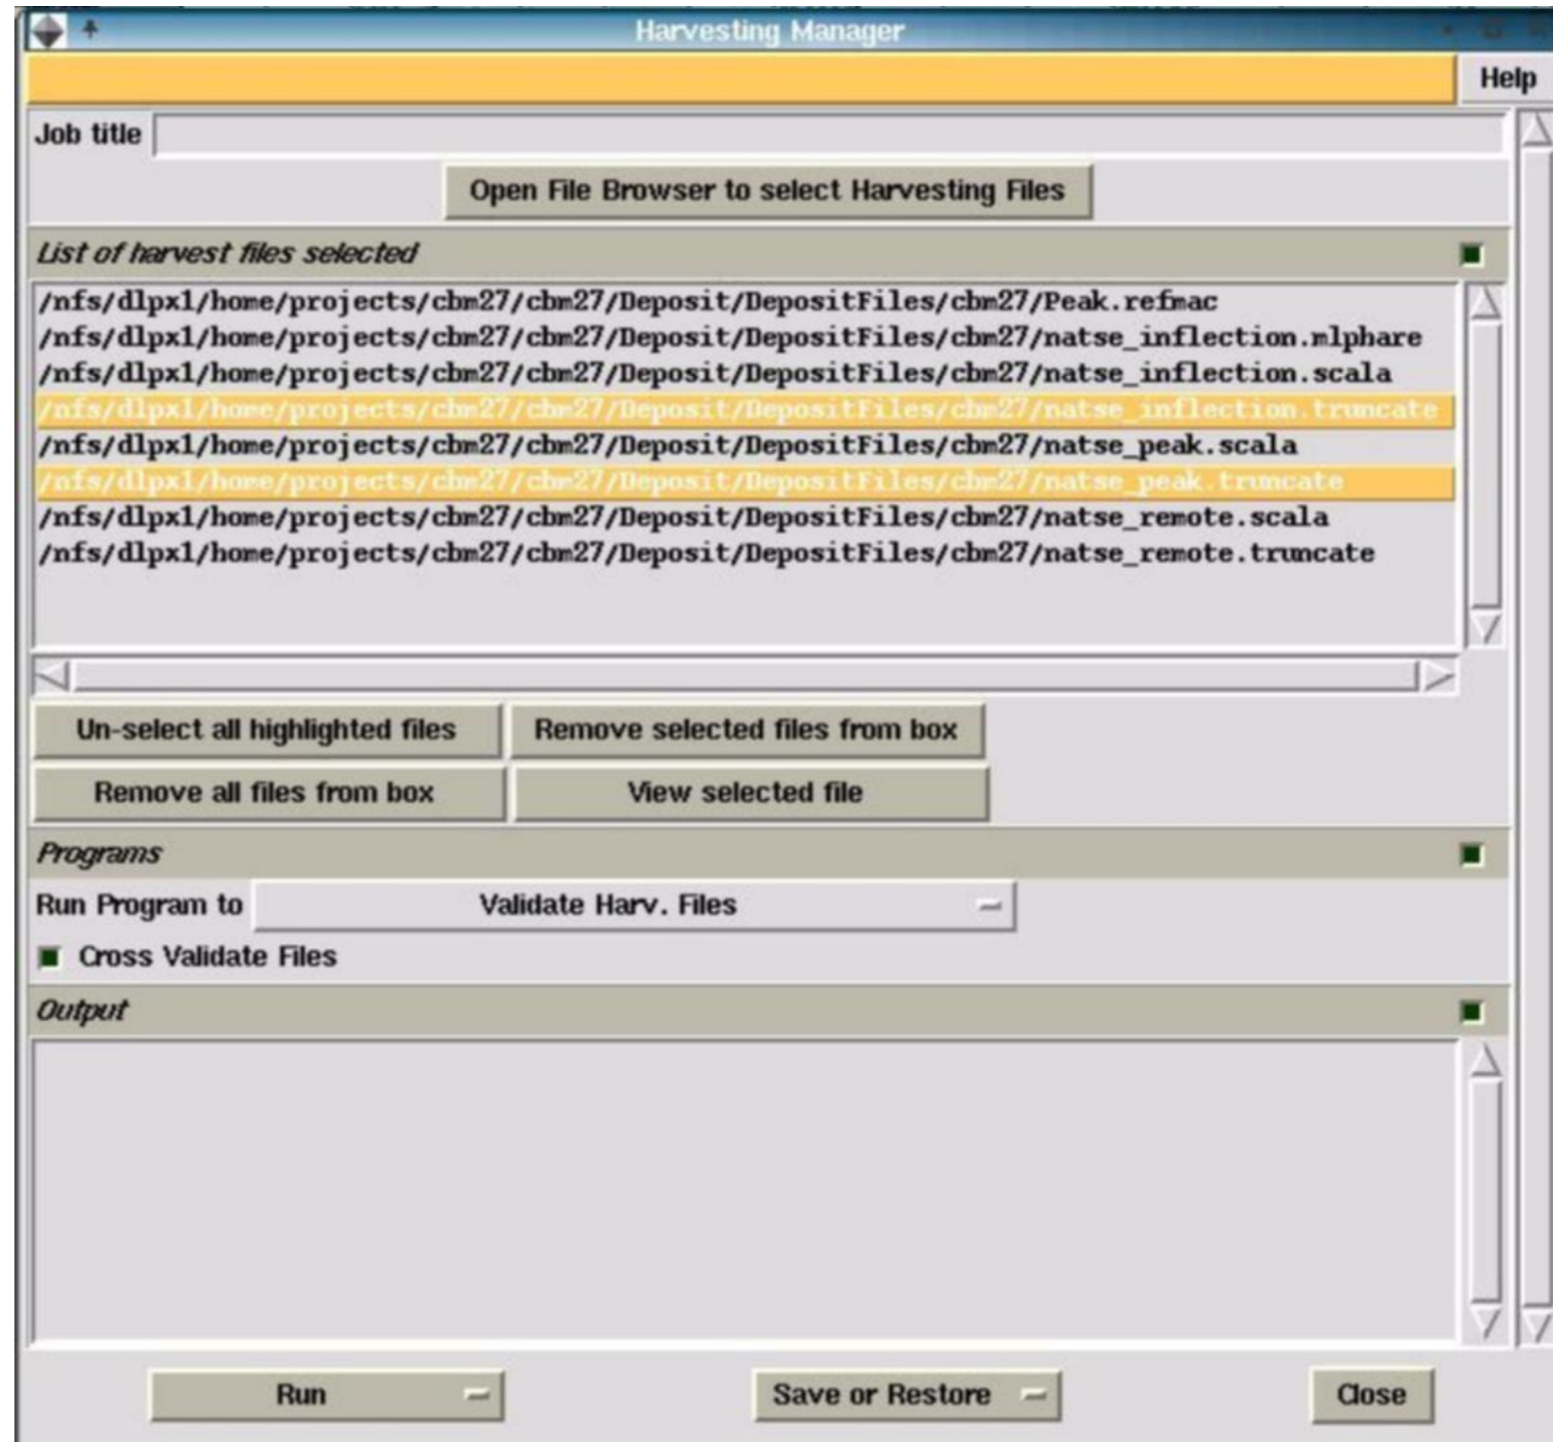 Harvesting Manager
Help
Job title
Open File Browser to select Harvesting Files
List of harvest files selected
/nfs/dlpx1/home/projects/cbm27/cbm27/Deposit/DepositFiles/cbm27/Peak.refmac
/nfs/dlpx1/home/projects/cbm27/cbm27/Deposit/DepositFiles/cbm27/natse_inflection.mlphare
/nfs/dlpx1/home/projects/cbm27/cbm27/Deposit/DepositFiles/cbm27/natse_inflection.scala
/nfs/dlpx1/home/projects/cbm27/cbm27/Deposit/DepositFiles/cbm27/natse_inflection.truncate
/nfs/dlpx1/home/projects/cbm27/cbm27/Deposit/DepositFiles/cbm27/natse_peak.scala
/nfs/dlpx1/home/projects/cbm27/cbm27/Deposit/DepositFiles/cbm27/natse_peak.truncate
/nfs/dlpx1/home/projects/cbm27/cbm27/Deposit/DepositFiles/cbm27/natse_remote.scala
/nfs/dlpx1/home/projects/cbm27/cbm27/Deposit/DepositFiles/cbm27/natse_remote.truncate
Un-select all highlighted files Remove selected files from box
Remove all files from box View selected file
Programs
Run Program to Validate Harv. Files
Cross Validate Files
Output
Run Save or Restore Close